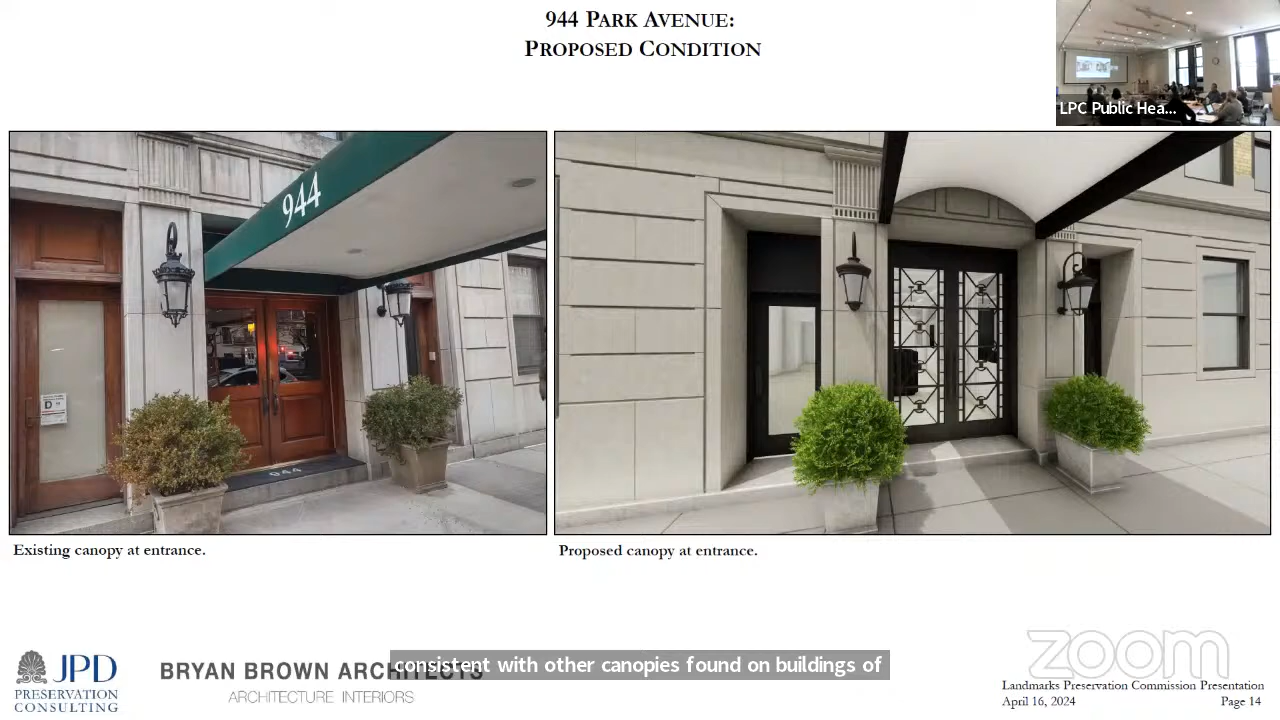 944 PARK AVENUE:
PROPOSED CONDITION
LPC Public Hea...
944
D
944
Existing canopy at entrance.
Proposed canopy at entrance.
JPD
PRESERVATION
CONSULTING
BRYAN BROWN ARCHITECTS
ARCHITECTURE INTERIORS
consistent with other canopies found on buildings of
zoom
Landmarks Preservation Commission Presentation
April 16, 2024 Page 14